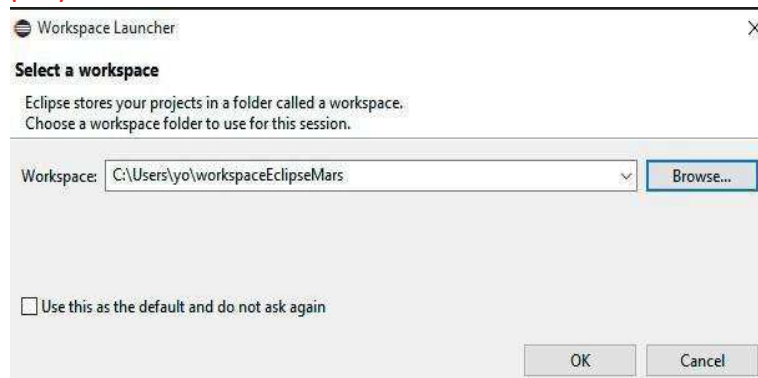 Workspace Launcher
Select a workspace
Eclipse stores your projects in a folder called a workspace.
Choose a workspace folder to use for this session.
Workspace: C:\Users\yo\workspaceEclipseMars Browse...
Use this as the default and do not ask again
OK Cancel